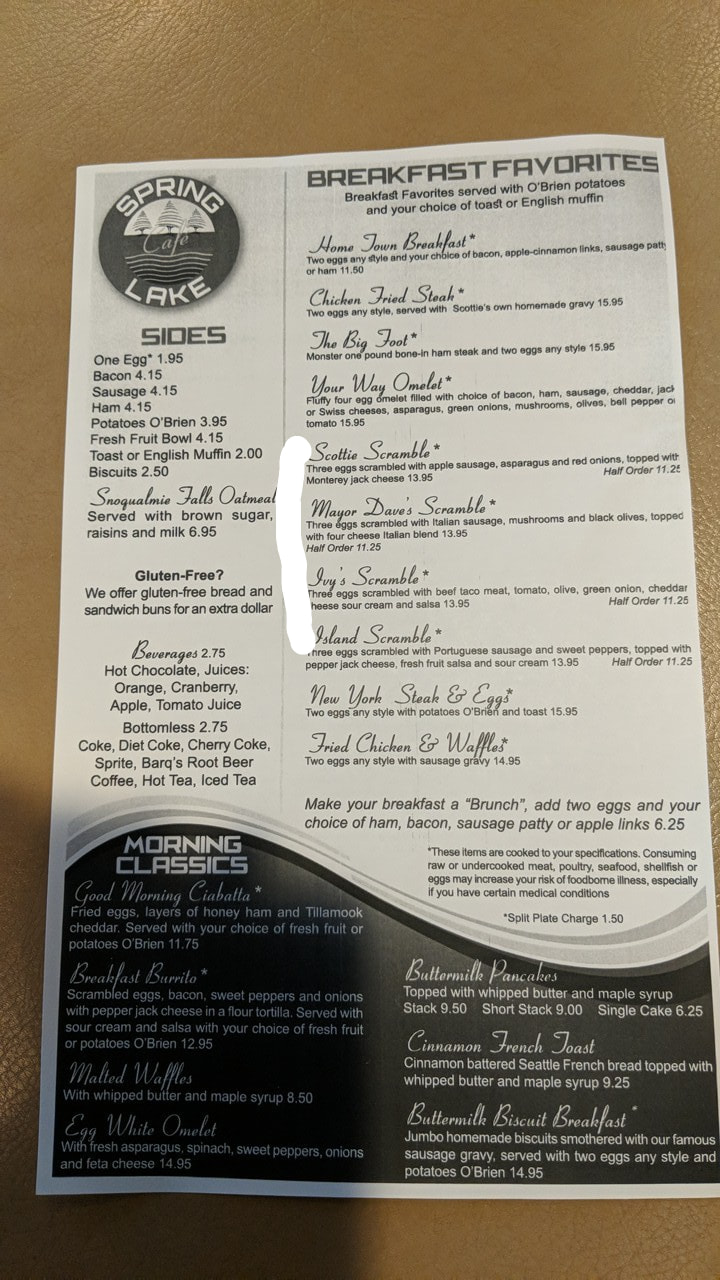 SPRING
Cafe
LAKE
SIDES
One Egg* 1.95
Bacon 4.15
Sausage 4.15
Ham 4.15
Potatoes O'Brien 3.95
Fresh Fruit Bowl 4.15
Toast or English Muffin 2.00
Biscuits 2.50
Snoqualmie Falls Oatmeal
Served with brown sugar,
raisins and milk 6.95
Gluten-Free?
We offer gluten-free bread and
sandwich buns for an extra dollar
Beverages 2.75
Hot Chocolate, Juices:
Orange, Cranberry,
Apple, Tomato Juice
Bottomless 2.75
Coke, Diet Coke, Cherry Coke,
Sprite, Barq's Root Beer
Coffee, Hot Tea, Iced Tea
BREAKFAST FAVORITES
Breakfast Favorites served with O'Brien potatoes
and your choice of toast or English muffin
Home Town Breakfast*
Two eggs any style and your choice of bacon, apple-cinnamon links, sausage patty
or ham 11.50
Chicken Fried Steak*
Two eggs any style, served with Scottie's own homemade gravy 15.95
The Big Foot*
Monster one pound bone-in ham steak and two eggs any style 15.95
Your Way Omelet*
Fluffy four egg omelet filled with choice of bacon, ham, sausage, cheddar, jack
or Swiss cheeses, asparagus, green onions, mushrooms, olives, bell pepper or
tomato 15.95
Scottie Scramble*
Three eggs scrambled with apple sausage, asparagus and red onions, topped with
Monterey jack cheese 13.95 Half Order 11.25
Mayor Dave's Scramble*
Three eggs scrambled with Italian sausage, mushrooms and black olives, topped
with four cheese Italian blend 13.95
Half Order 11.25
Ivy's Scramble*
Three eggs scrambled with beef taco meat, tomato, olive, green onion, cheddar
cheese sour cream and salsa 13.95 Half Order 11.25
Island Scramble*
Three eggs scrambled with Portuguese sausage and sweet peppers, topped with
pepper jack cheese, fresh fruit salsa and sour cream 13.95 Half Order 11.25
New York Steak & Eggs*
Two eggs any style with potatoes O'Brien and toast 15.95
Fried Chicken & Waffles*
Two eggs any style with sausage gravy 14.95
Make your breakfast a "Brunch", add two eggs and your
choice of ham, bacon, sausage patty or apple links 6.25
*These items are cooked to your specifications. Consuming
raw or undercooked meat, poultry, seafood, shellfish or
eggs may increase your risk of foodborne illness, especially
if you have certain medical conditions
*Split Plate Charge 1.50
MORNING
CLASSICS
Good Morning Ciabatta*
Fried eggs, layers of honey ham and Tillamook
cheddar. Served with your choice of fresh fruit or
potatoes O'Brien 11.75
Breakfast Burrito*
Scrambled eggs, bacon, sweet peppers and onions
with pepper jack cheese in a flour tortilla. Served with
sour cream and salsa with your choice of fresh fruit
or potatoes O'Brien 12.95
Malted Waffles
With whipped butter and maple syrup 8.50
Egg White Omelet
With fresh asparagus, spinach, sweet peppers, onions
and feta cheese 14.95
Buttermilk Pancakes
Topped with whipped butter and maple syrup
Stack 9.50 Short Stack 9.00 Single Cake 6.25
Cinnamon French Toast
Cinnamon battered Seattle French bread topped with
whipped butter and maple syrup 9.25
Buttermilk Biscuit Breakfast*
Jumbo homemade biscuits smothered with our famous
sausage gravy, served with two eggs any style and
potatoes O'Brien 14.95